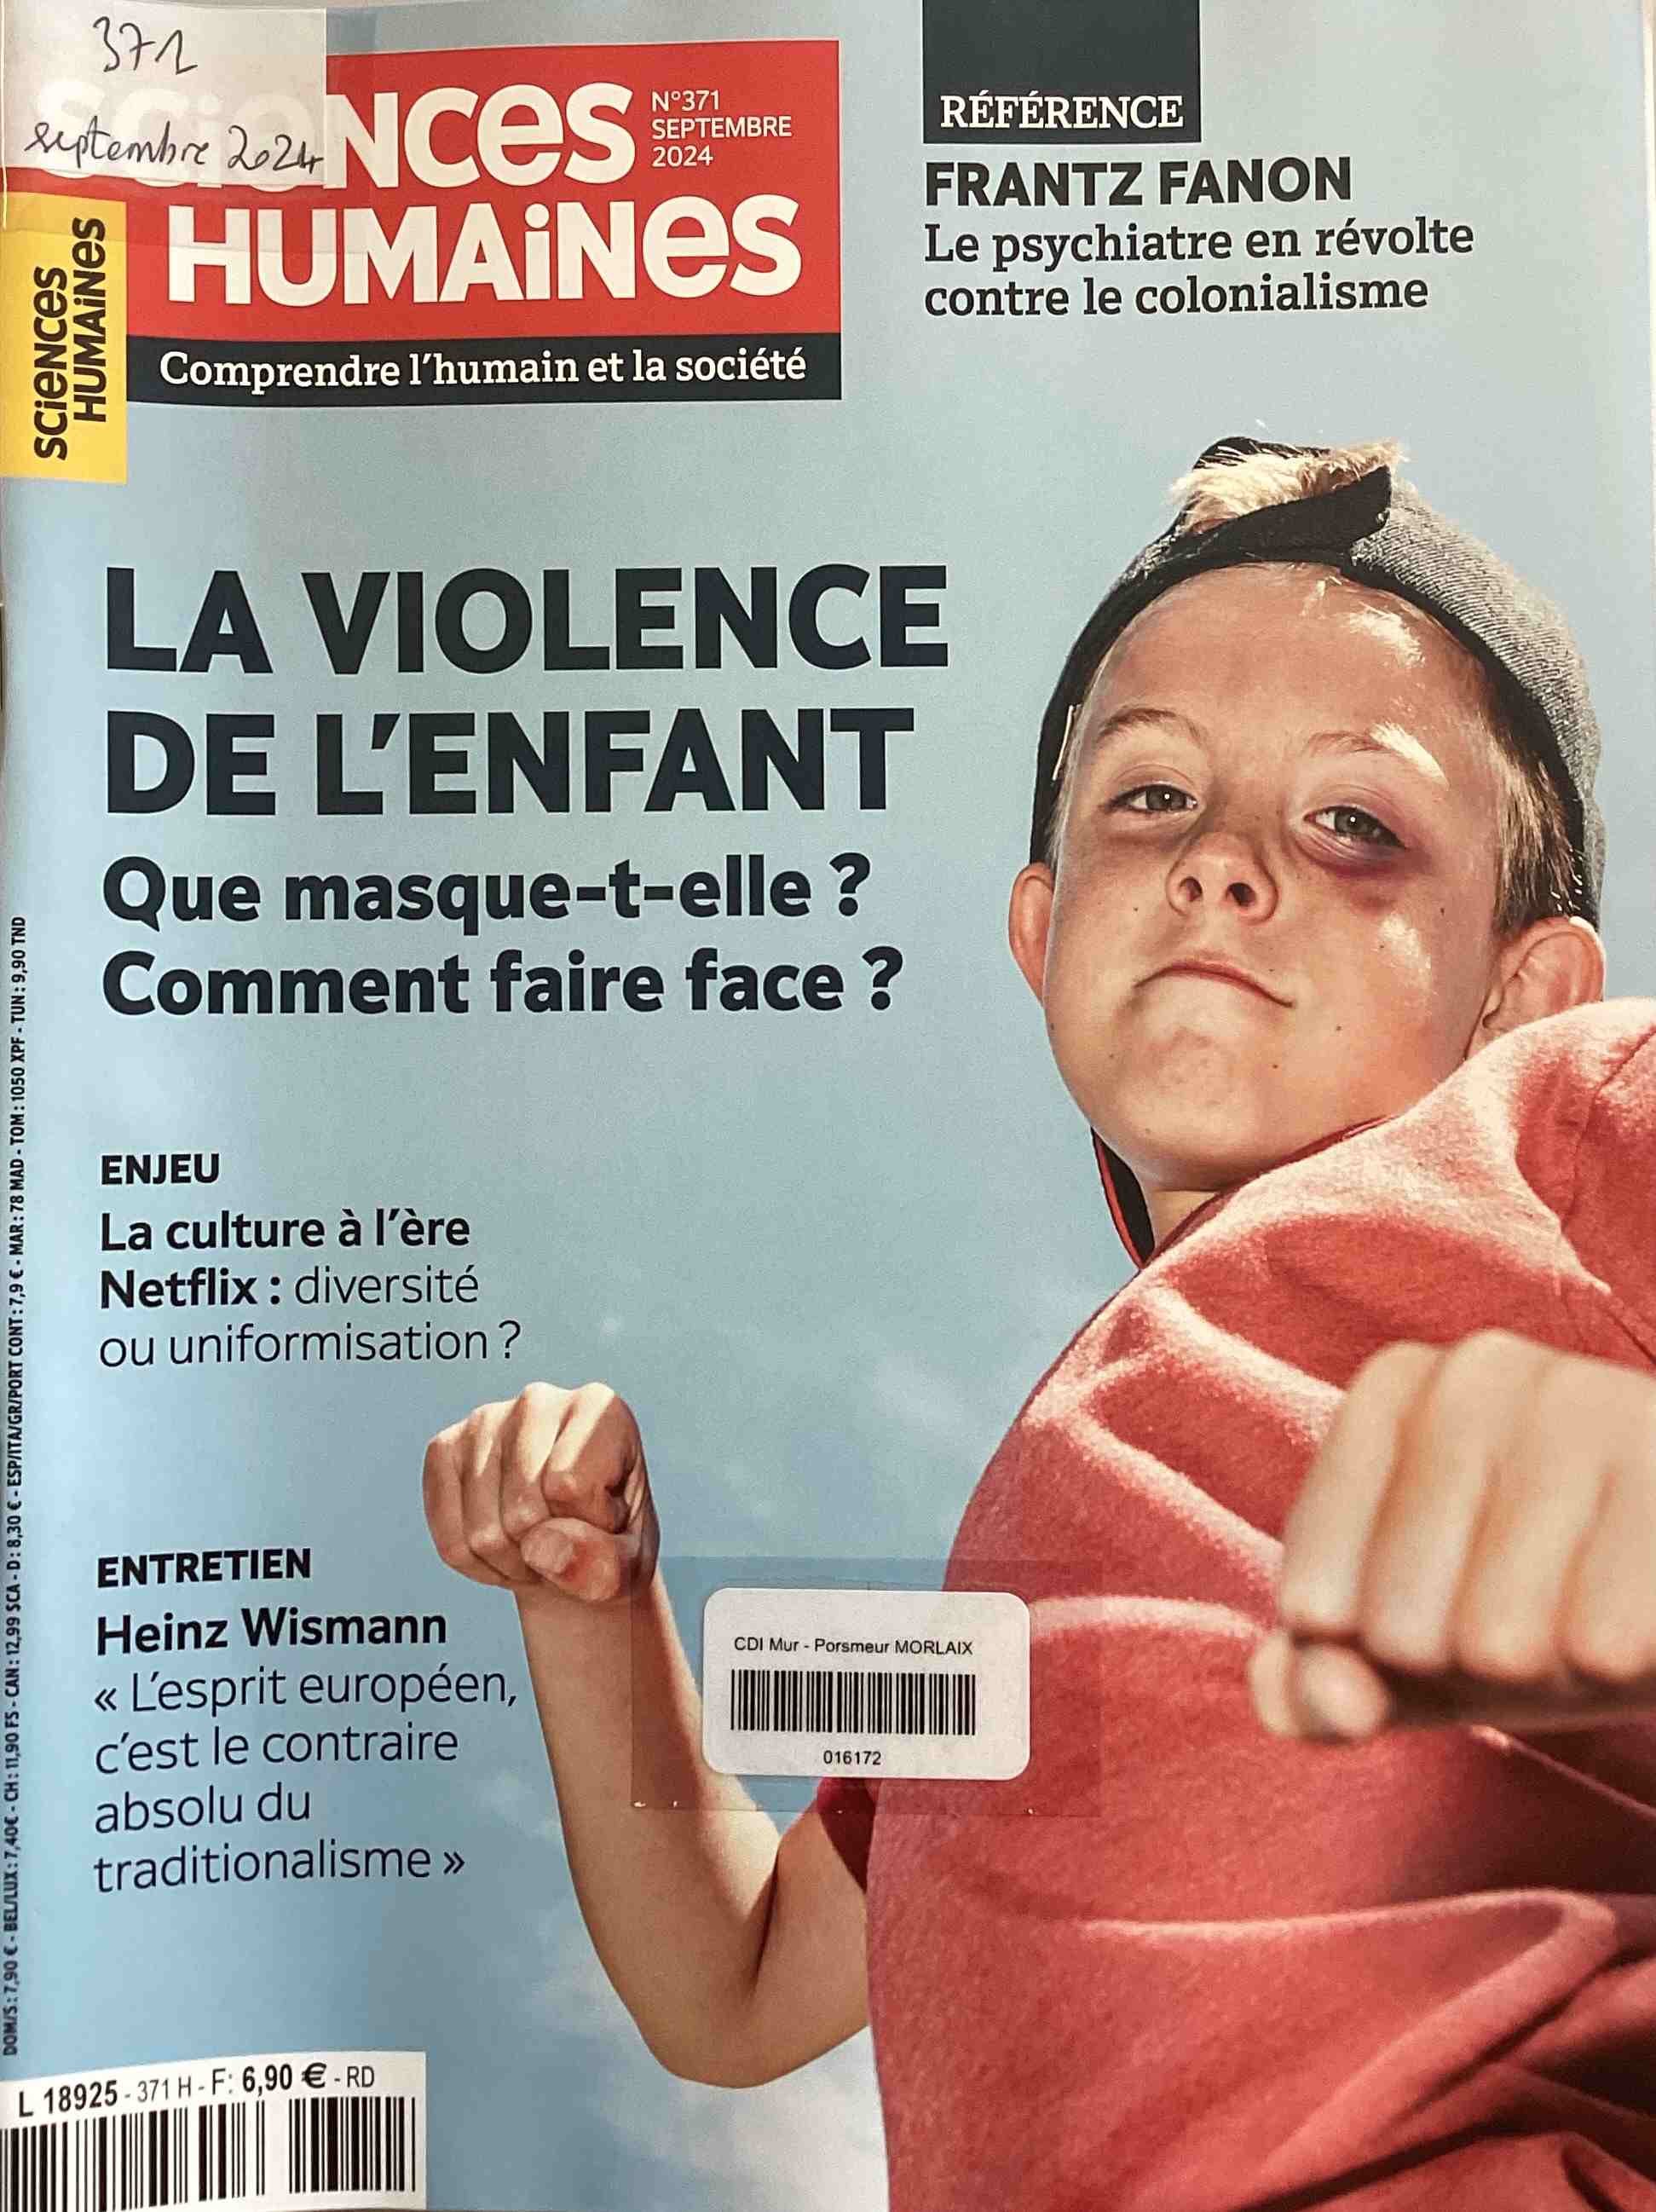 371
septembre 2024
SCIENCES
HUMAINES
N°371
SEPTEMBRE
2024
Comprendre l'humain et la société
SCIENCES
HUMAINES
RÉFÉRENCE
FRANTZ FANON
Le psychiatre en révolte
contre le colonialisme
LA VIOLENCE
DE L'ENFANT
Que masque-t-elle ?
Comment faire face ?
ENJEU
La culture à l'ère
Netflix : diversité
ou uniformisation ?
ENTRETIEN
Heinz Wismann
« L'esprit européen,
c'est le contraire
absolu du
traditionalisme »
CDI Mur - Porsmeur MORLAIX
016172
DOM/S : 7,90 € - BEL/LUX : 7,40€ - CH : 11,90 FS - CAN : 12,99 $CA - D : 8,30 € - ESP/ITA/GR/PORT CONT : 7,9 € - MAR : 78 MAD - TOM : 1050 XPF - TUN : 9,90 TND
L 18925 - 371 H - F: 6,90 € - RD